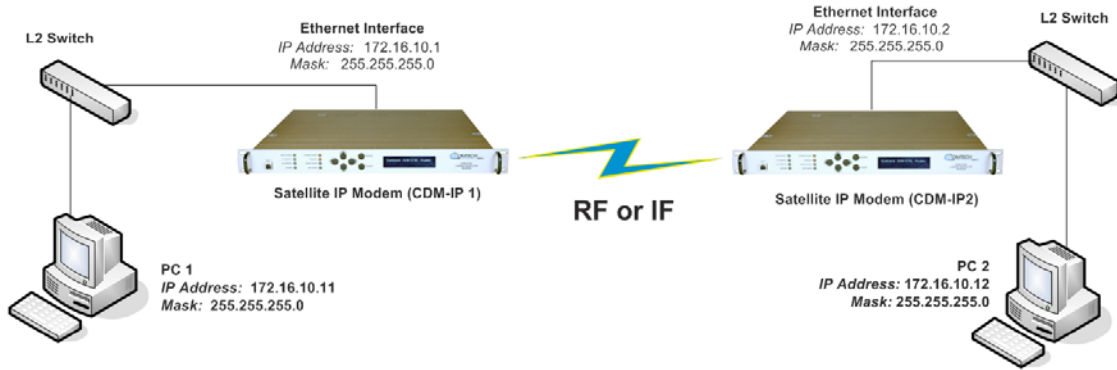 L2 Switch
Ethernet Interface
IP Address: 172.16.10.1
Mask: 255.255.255.0
Satellite IP Modem (CDM-IP 1)
PC 1
IP Address: 172.16.10.11
Mask: 255.255.255.0
RF or IF
Ethernet Interface
IP Address: 172.16.10.2
Mask: 255.255.255.0
L2 Switch
Satellite IP Modem (CDM-IP2)
PC 2
IP Address: 172.16.10.12
Mask: 255.255.255.0